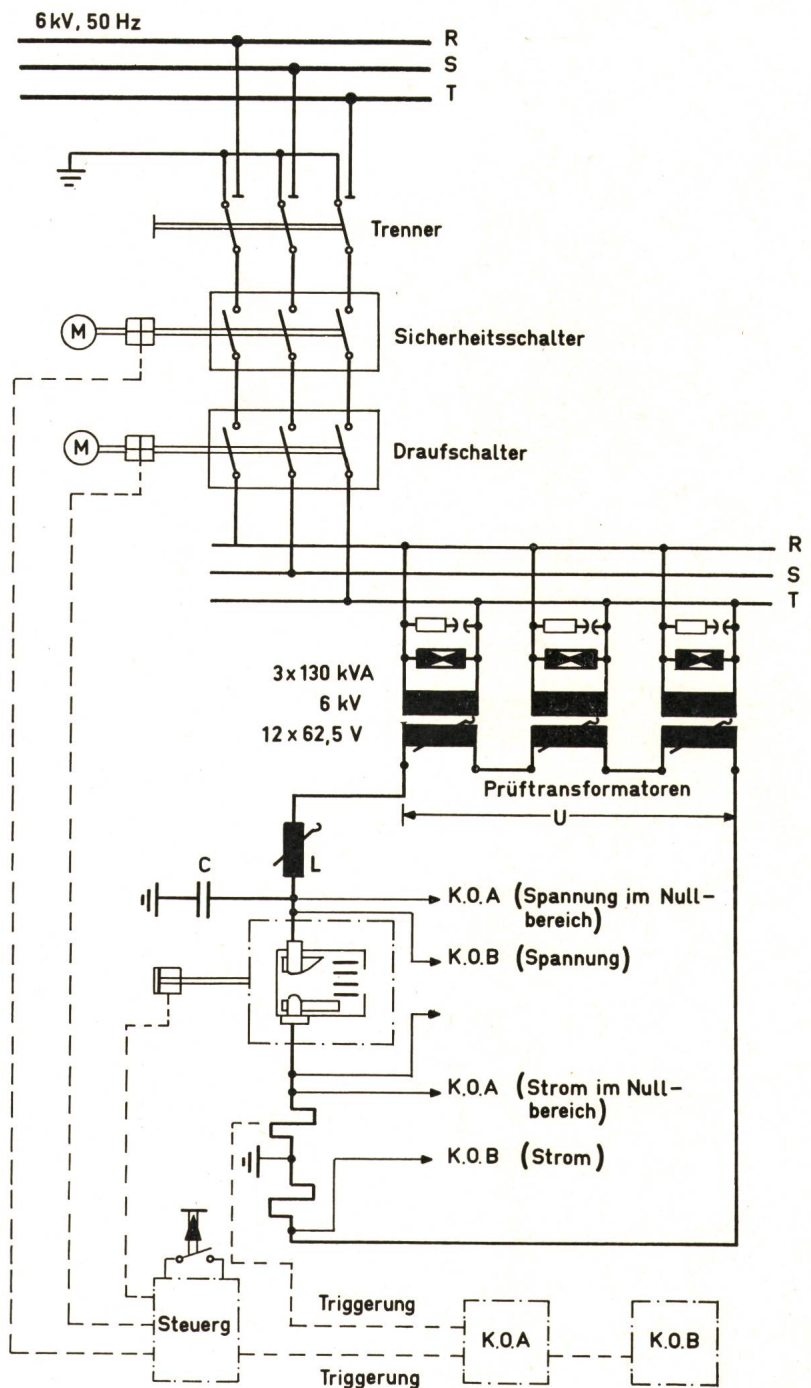 6 kV, 50 Hz
R
S
T
Trenner
M
Sicherheitsschalter
M
Draufschalter
R
S
T
3 x 130 kVA
6 kV
12 x 62,5 V
Prüftransformatoren
U
L
C
K.O.A (Spannung im Null-
bereich)
K.O.B (Spannung)
K.O.A (Strom im Null-
bereich)
K.O.B (Strom)
Triggerung
Steuerg
K.O.A
K.O.B
Triggerung